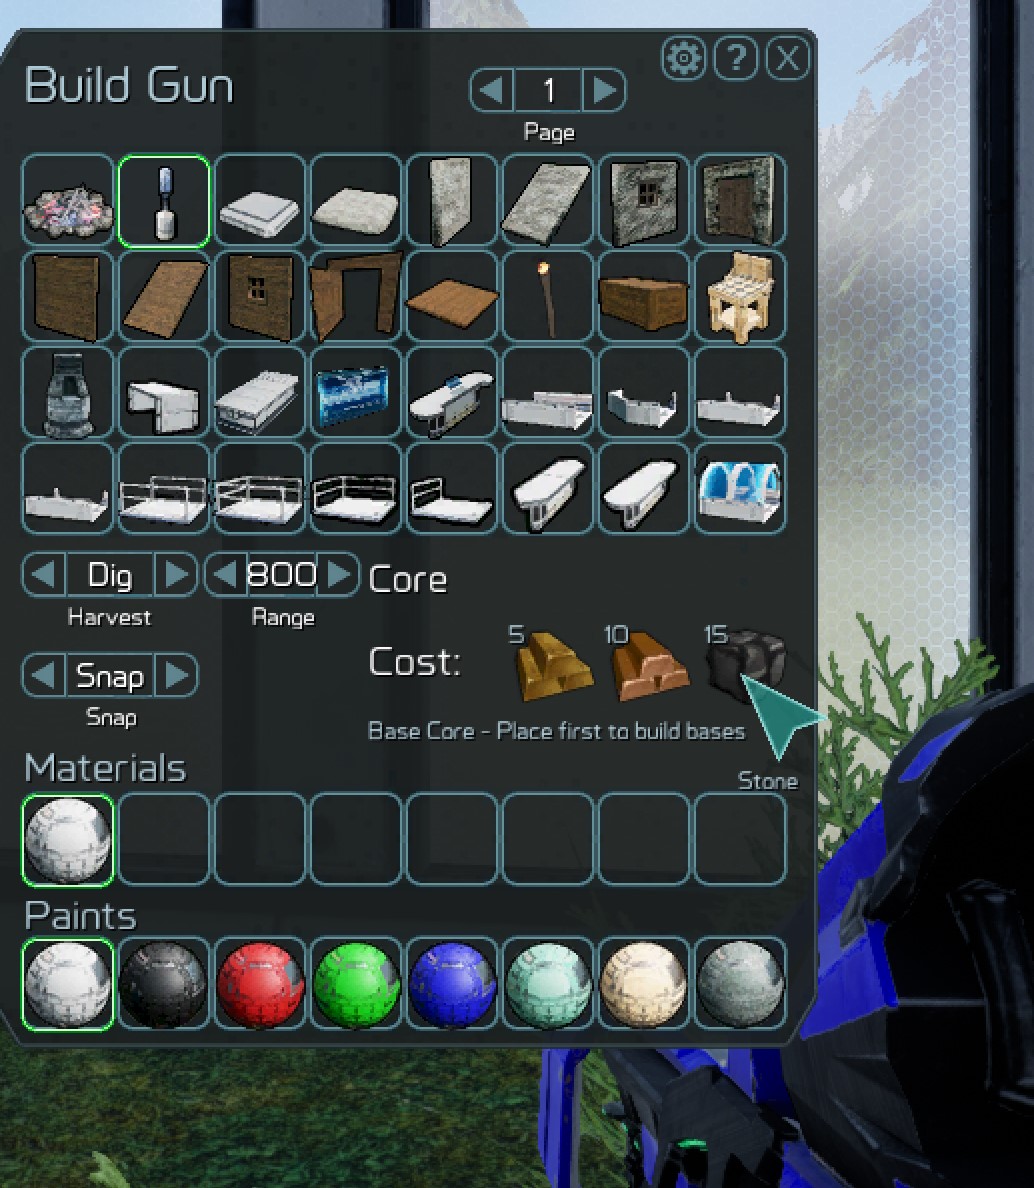 Build Gun
?
X
1
Page
Dig
800
Core
Harvest
Range
5
10
15
Cost:
Snap
Snap
Base Core - Place first to build bases
Materials
Stone
Paints